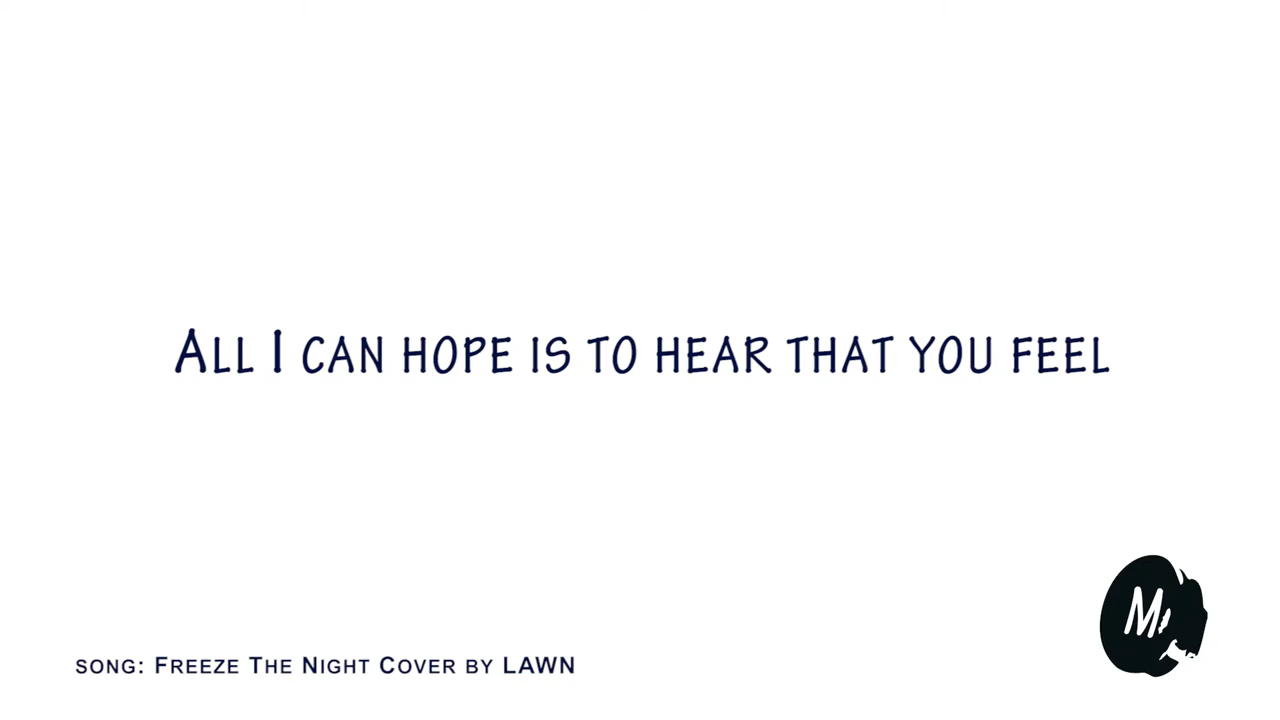 All I can hope is to hear that you feel
song: Freeze The Night Cover by LAWN
M